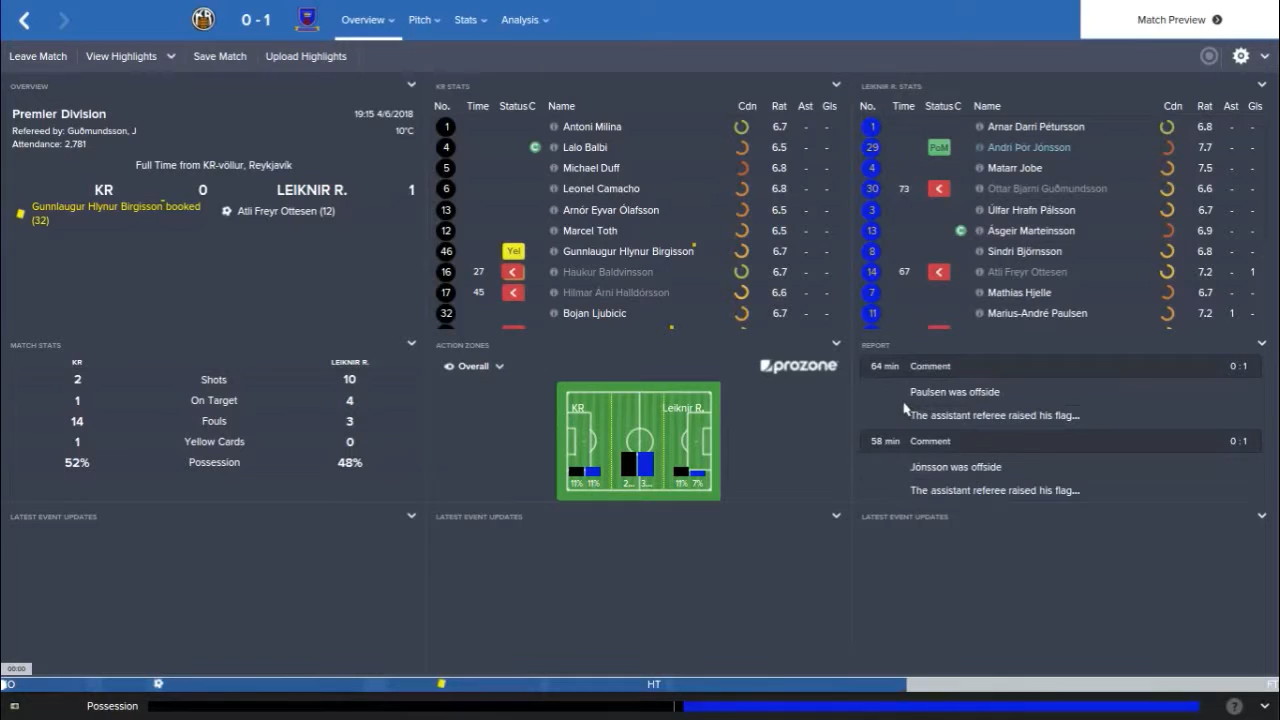 KR 0 - 1 Overview Pitch Stats Analysis Match Preview
Leave Match View Highlights Save Match Upload Highlights
OVERVIEW
Premier Division 19:15 4/6/2018
Refereed by: Guðmundsson, J 10°C
Attendance: 2,781
Full Time from KR-völlur, Reykjavík
KR 0 LEIKNIR R. 1
Gunnlaugur Hlynur Birgisson booked
(32)
Atli Freyr Ottesen (12)
KR STATS
No. Time Status C Name Cdn Rat Ast Gls
1 Antoni Milina 6.7 - -
4 C Lalo Balbi 6.5 - -
5 Michael Duff 6.8 - -
6 Leonel Camacho 6.8 - -
13 Arnór Eyvar Ólafsson 6.5 - -
12 Marcel Toth 6.5 - -
46 Yel Gunnlaugur Hlynur Birgisson 6.7 - -
16 27 Haukur Baldvinsson 6.7 - -
17 45 Hilmar Árni Halldórsson 6.6 - -
32 Bojan Ljubicic 6.7 - -
LEIKNIR R. STATS
No. Time Status C Name Cdn Rat Ast Gls
1 Arnar Darri Pétursson 6.8 - -
29 PoM Andri Þór Jónsson 7.7 - -
4 Matarr Jobe 7.5 - -
30 73 Óttar Bjarni Guðmundsson 6.6 - -
3 Úlfar Hrafn Pálsson 6.7 - -
13 C Ásgeir Marteinsson 6.9 - -
8 Sindri Björnsson 6.8 - -
14 67 Atli Freyr Ottesen 7.2 - 1
7 Mathias Hjelle 6.7 - -
11 Marius-André Paulsen 7.2 1 -
MATCH STATS
KR LEIKNIR R.
2 Shots 10
1 On Target 4
14 Fouls 3
1 Yellow Cards 0
52% Possession 48%
ACTION ZONES
Overall prozone
KR Leiknir R.
11% 11% 2... 3... 11% 7%
REPORT
64 min Comment 0 : 1
Paulsen was offside
The assistant referee raised his flag...
58 min Comment 0 : 1
Jónsson was offside
The assistant referee raised his flag...
LATEST EVENT UPDATES
LATEST EVENT UPDATES
LATEST EVENT UPDATES
00:00
HT
Possession